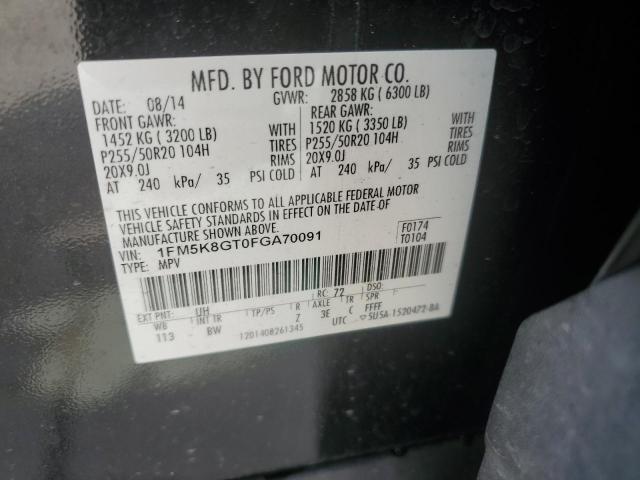 MFD. BY FORD MOTOR CO.
DATE: 08/14 GVWR: 2858 KG ( 6300 LB)
FRONT GAWR: REAR GAWR:
1452 KG ( 3200 LB) WITH 1520 KG ( 3350 LB) WITH
P255/50R20 104H TIRES P255/50R20 104H TIRES
20X9.0J RIMS 20X9.0J RIMS
AT 240 kPa/ 35 PSI COLD AT 240 kPa/ 35 PSI COLD
THIS VEHICLE CONFORMS TO ALL APPLICABLE FEDERAL MOTOR
VEHICLE SAFETY STANDARDS IN EFFECT ON THE DATE OF
MANUFACTURE SHOWN ABOVE.
VIN: 1FM5K8GT0FGA70091 F0174
TYPE: MPV T0104
EXT PNT: UH RC: 72 DSO:
WB INT TR TP/PS R AXLE TR SPR
113 BW Z 3E C FFFF
1201408261345 UTC 5U5A-1520472-BA